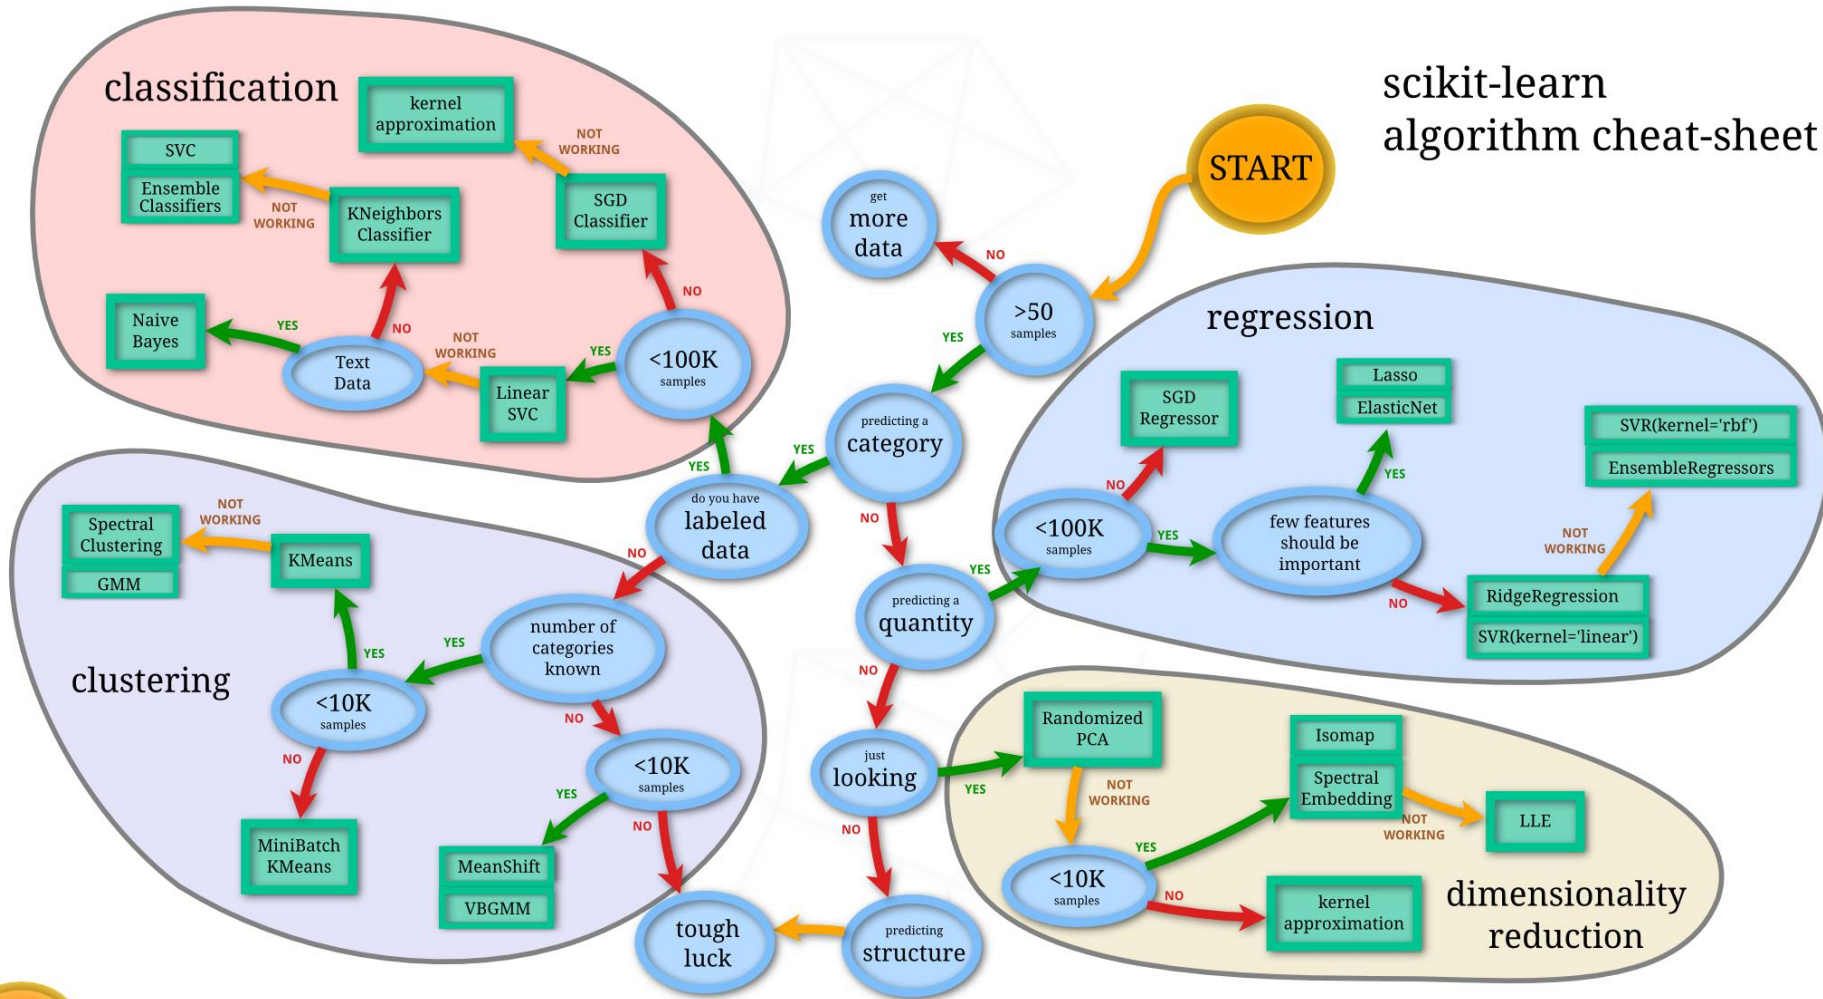 scikit-learn
algorithm cheat-sheet
START
get
more
data
NO
>50
samples
YES
predicting a
category
YES
NO
do you have
labeled
data
YES
NO
predicting a
quantity
YES
NO
just
looking
YES
NO
predicting
structure
tough
luck
classification
kernel
approximation
NOT
WORKING
SVC
Ensemble
Classifiers
NOT
WORKING
KNeighbors
Classifier
SGD
Classifier
NO
Naive
Bayes
YES
NO
Text
Data
NOT
WORKING
Linear
SVC
YES
<100K
samples
regression
SGD
Regressor
NO
<100K
samples
YES
Lasso
ElasticNet
YES
few features
should be
important
NO
SVR(kernel='rbf')
EnsembleRegressors
NOT
WORKING
RidgeRegression
SVR(kernel='linear')
clustering
Spectral
Clustering
GMM
NOT
WORKING
KMeans
YES
number of
categories
known
YES
NO
<10K
samples
NO
MiniBatch
KMeans
<10K
samples
YES
NO
MeanShift
VBGMM
dimensionality
reduction
Randomized
PCA
NOT
WORKING
<10K
samples
YES
NO
Isomap
Spectral
Embedding
NOT
WORKING
LLE
kernel
approximation